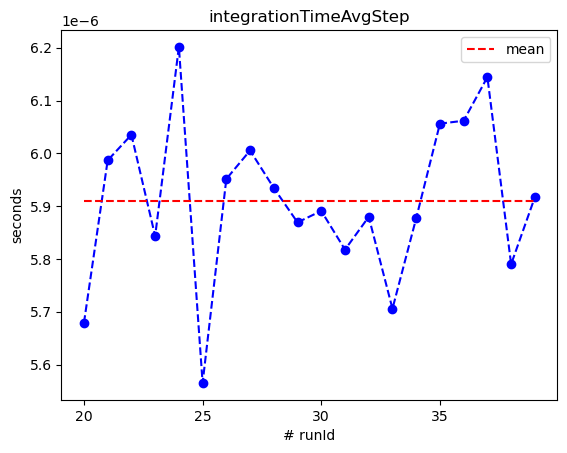 integrationTimeAvgStep
1e−6
mean
6.2
6.1
6.0
5.9
5.8
5.7
5.6
seconds
20
25
30
35
# runId